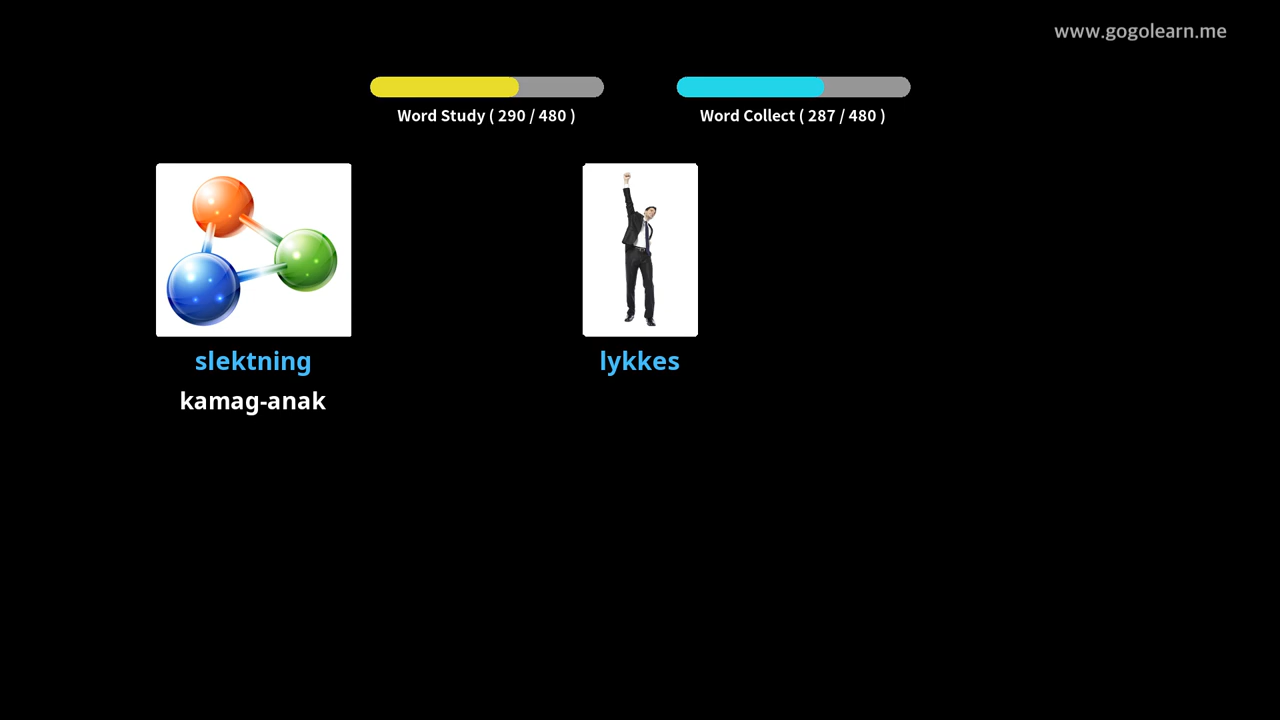 www.gogolearn.me
Word Study ( 290 / 480 )
Word Collect ( 287 / 480 )
slektning
lykkes
kamag-anak